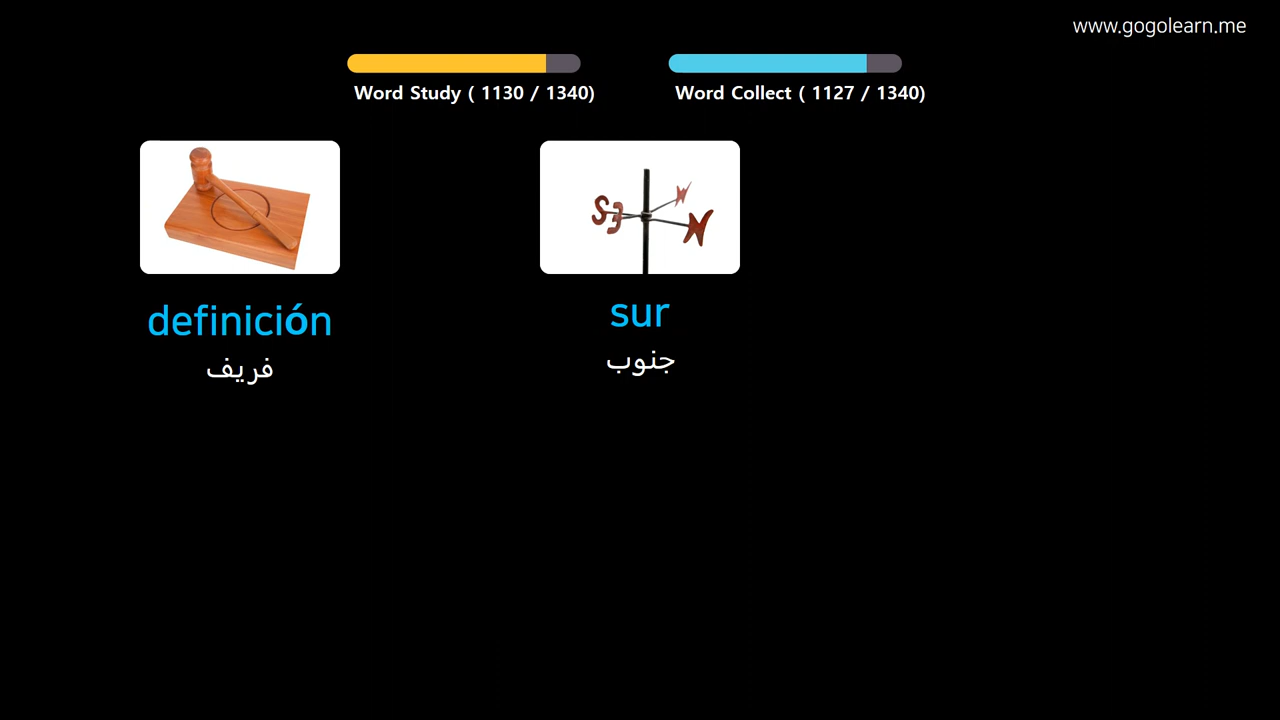 www.gogolearn.me
Word Study ( 1130 / 1340)
Word Collect ( 1127 / 1340)
definición
فريف
sur
جنوب